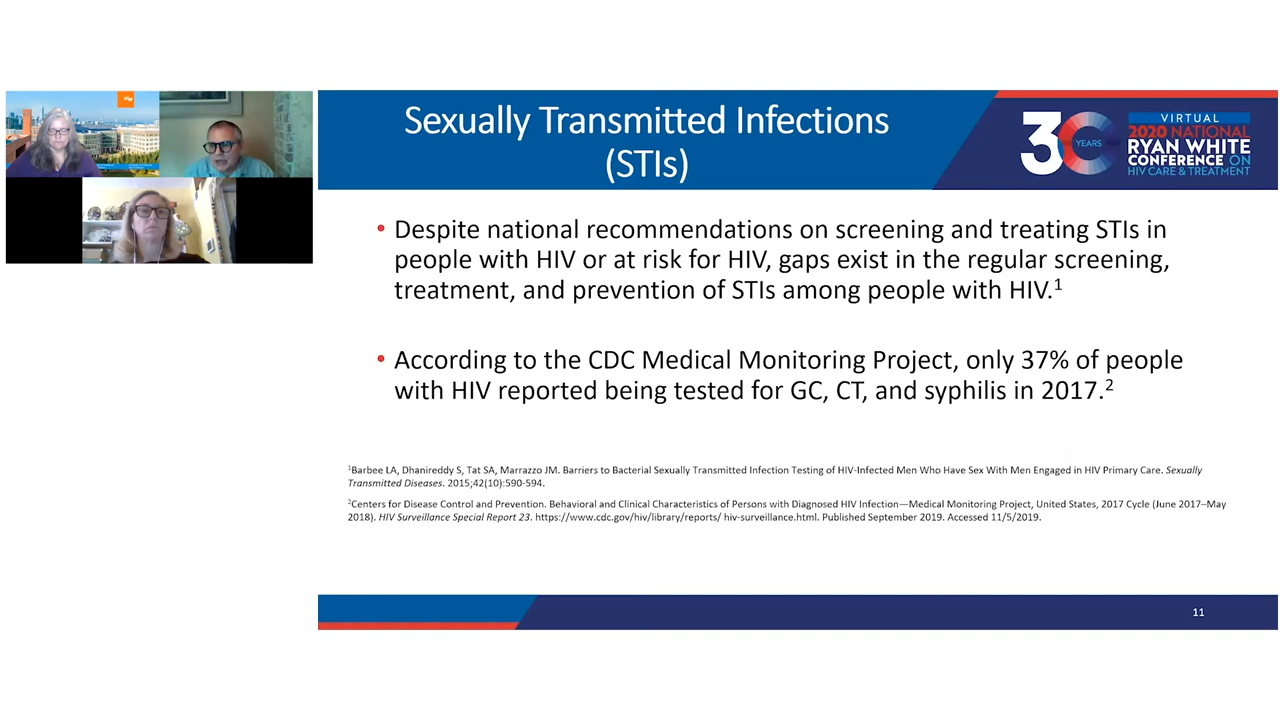 Sexually Transmitted Infections
(STIs)
3C
YEARS
VIRTUAL
2020 NATIONAL
RYAN WHITE
CONFERENCE ON
HIV CARE & TREATMENT
• Despite national recommendations on screening and treating STIs in
people with HIV or at risk for HIV, gaps exist in the regular screening,
treatment, and prevention of STIs among people with HIV.1
• According to the CDC Medical Monitoring Project, only 37% of people
with HIV reported being tested for GC, CT, and syphilis in 2017.2
1Barbee LA, Dhanireddy S, Tat SA, Marrazzo JM. Barriers to Bacterial Sexually Transmitted Infection Testing of HIV-Infected Men Who Have Sex With Men Engaged in HIV Primary Care. Sexually
Transmitted Diseases. 2015;42(10):590-594.
2Centers for Disease Control and Prevention. Behavioral and Clinical Characteristics of Persons with Diagnosed HIV Infection—Medical Monitoring Project, United States, 2017 Cycle (June 2017–May
2018). HIV Surveillance Special Report 23. https://www.cdc.gov/hiv/library/reports/ hiv-surveillance.html. Published September 2019. Accessed 11/5/2019.
11